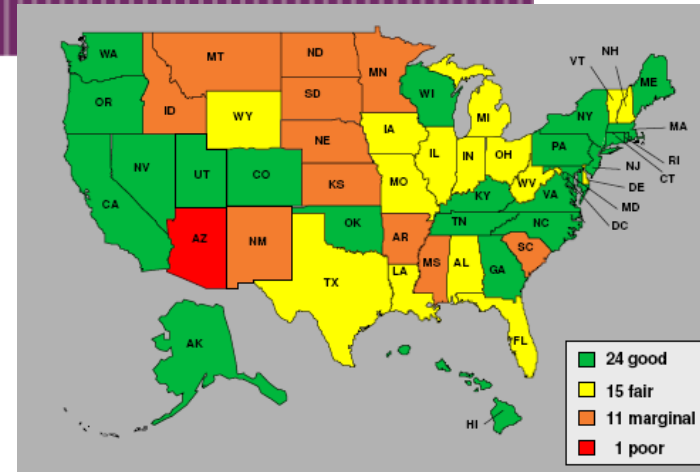 WA
MT
ND
MN
OR
ID
SD
WI
WY
NE
IA
MI
NV
UT
CO
KS
MO
IL
IN
OH
CA
AZ
NM
OK
AR
TX
LA
MS
AL
GA
SC
NC
TN
KY
WV
VA
PA
NY
VT
NH
ME
MA
RI
CT
NJ
DE
MD
DC
FL
AK
HI
24 good
15 fair
11 marginal
1 poor